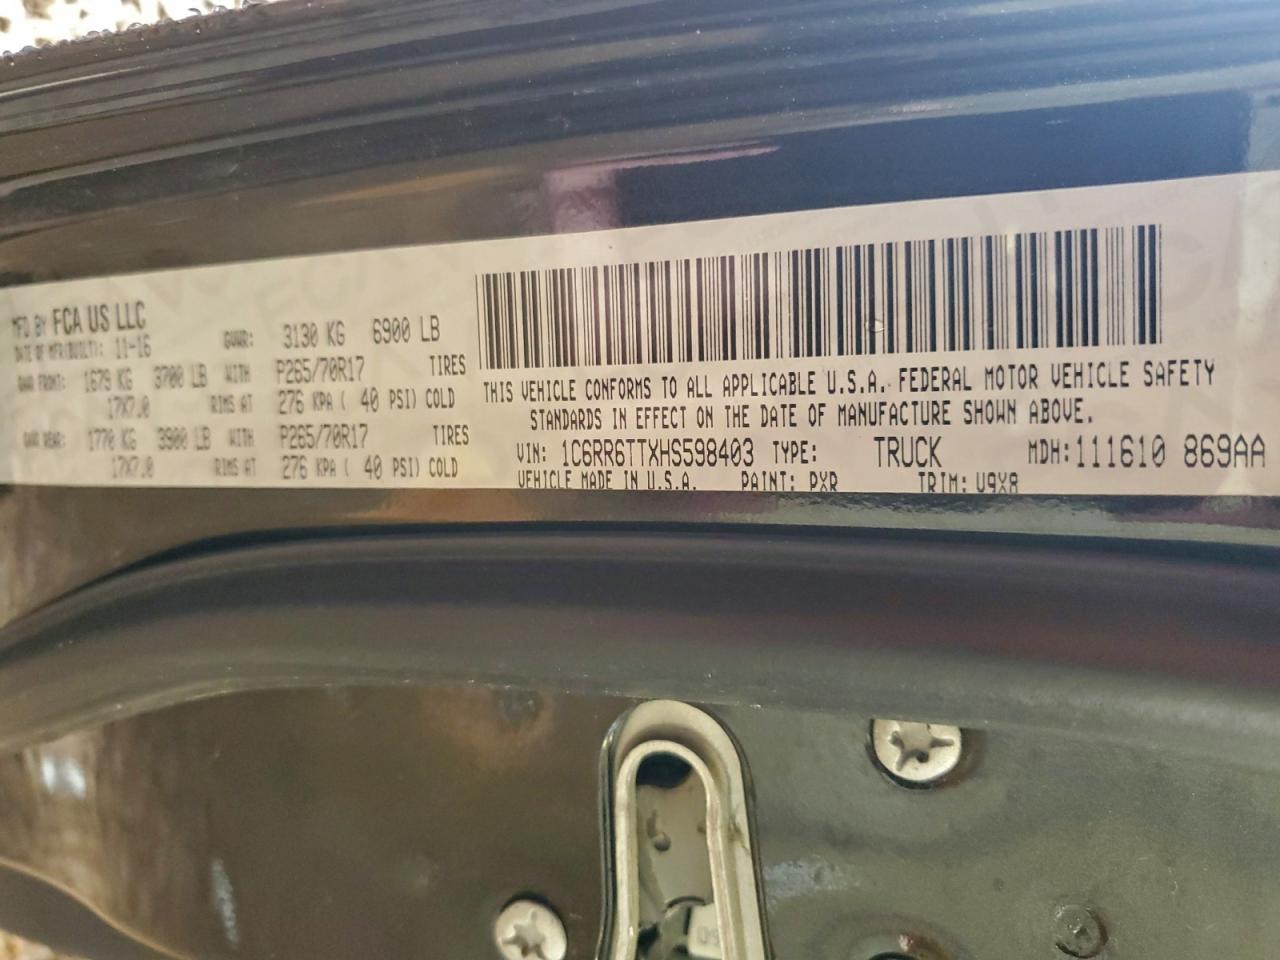 MFD BY FCA US LLC
DATE OF MFR(BUILT): 11-16 GVWR: 3130 KG 6900 LB
GAWR FRONT: 1679 KG 3700 LB WITH P265/70R17 TIRES
17X7.0 RIMS AT 276 KPA ( 40 PSI) COLD
GAWR REAR: 1770 KG 3900 LB WITH P265/70R17 TIRES
17X7.0 RIMS AT 276 KPA ( 40 PSI) COLD
THIS VEHICLE CONFORMS TO ALL APPLICABLE U.S.A. FEDERAL MOTOR VEHICLE SAFETY
STANDARDS IN EFFECT ON THE DATE OF MANUFACTURE SHOWN ABOVE.
VIN: 1C6RR6TTXHS598403 TYPE: TRUCK MDH: 111610 869AA
VEHICLE MADE IN U.S.A. PAINT: PXR TRIM: V9X8